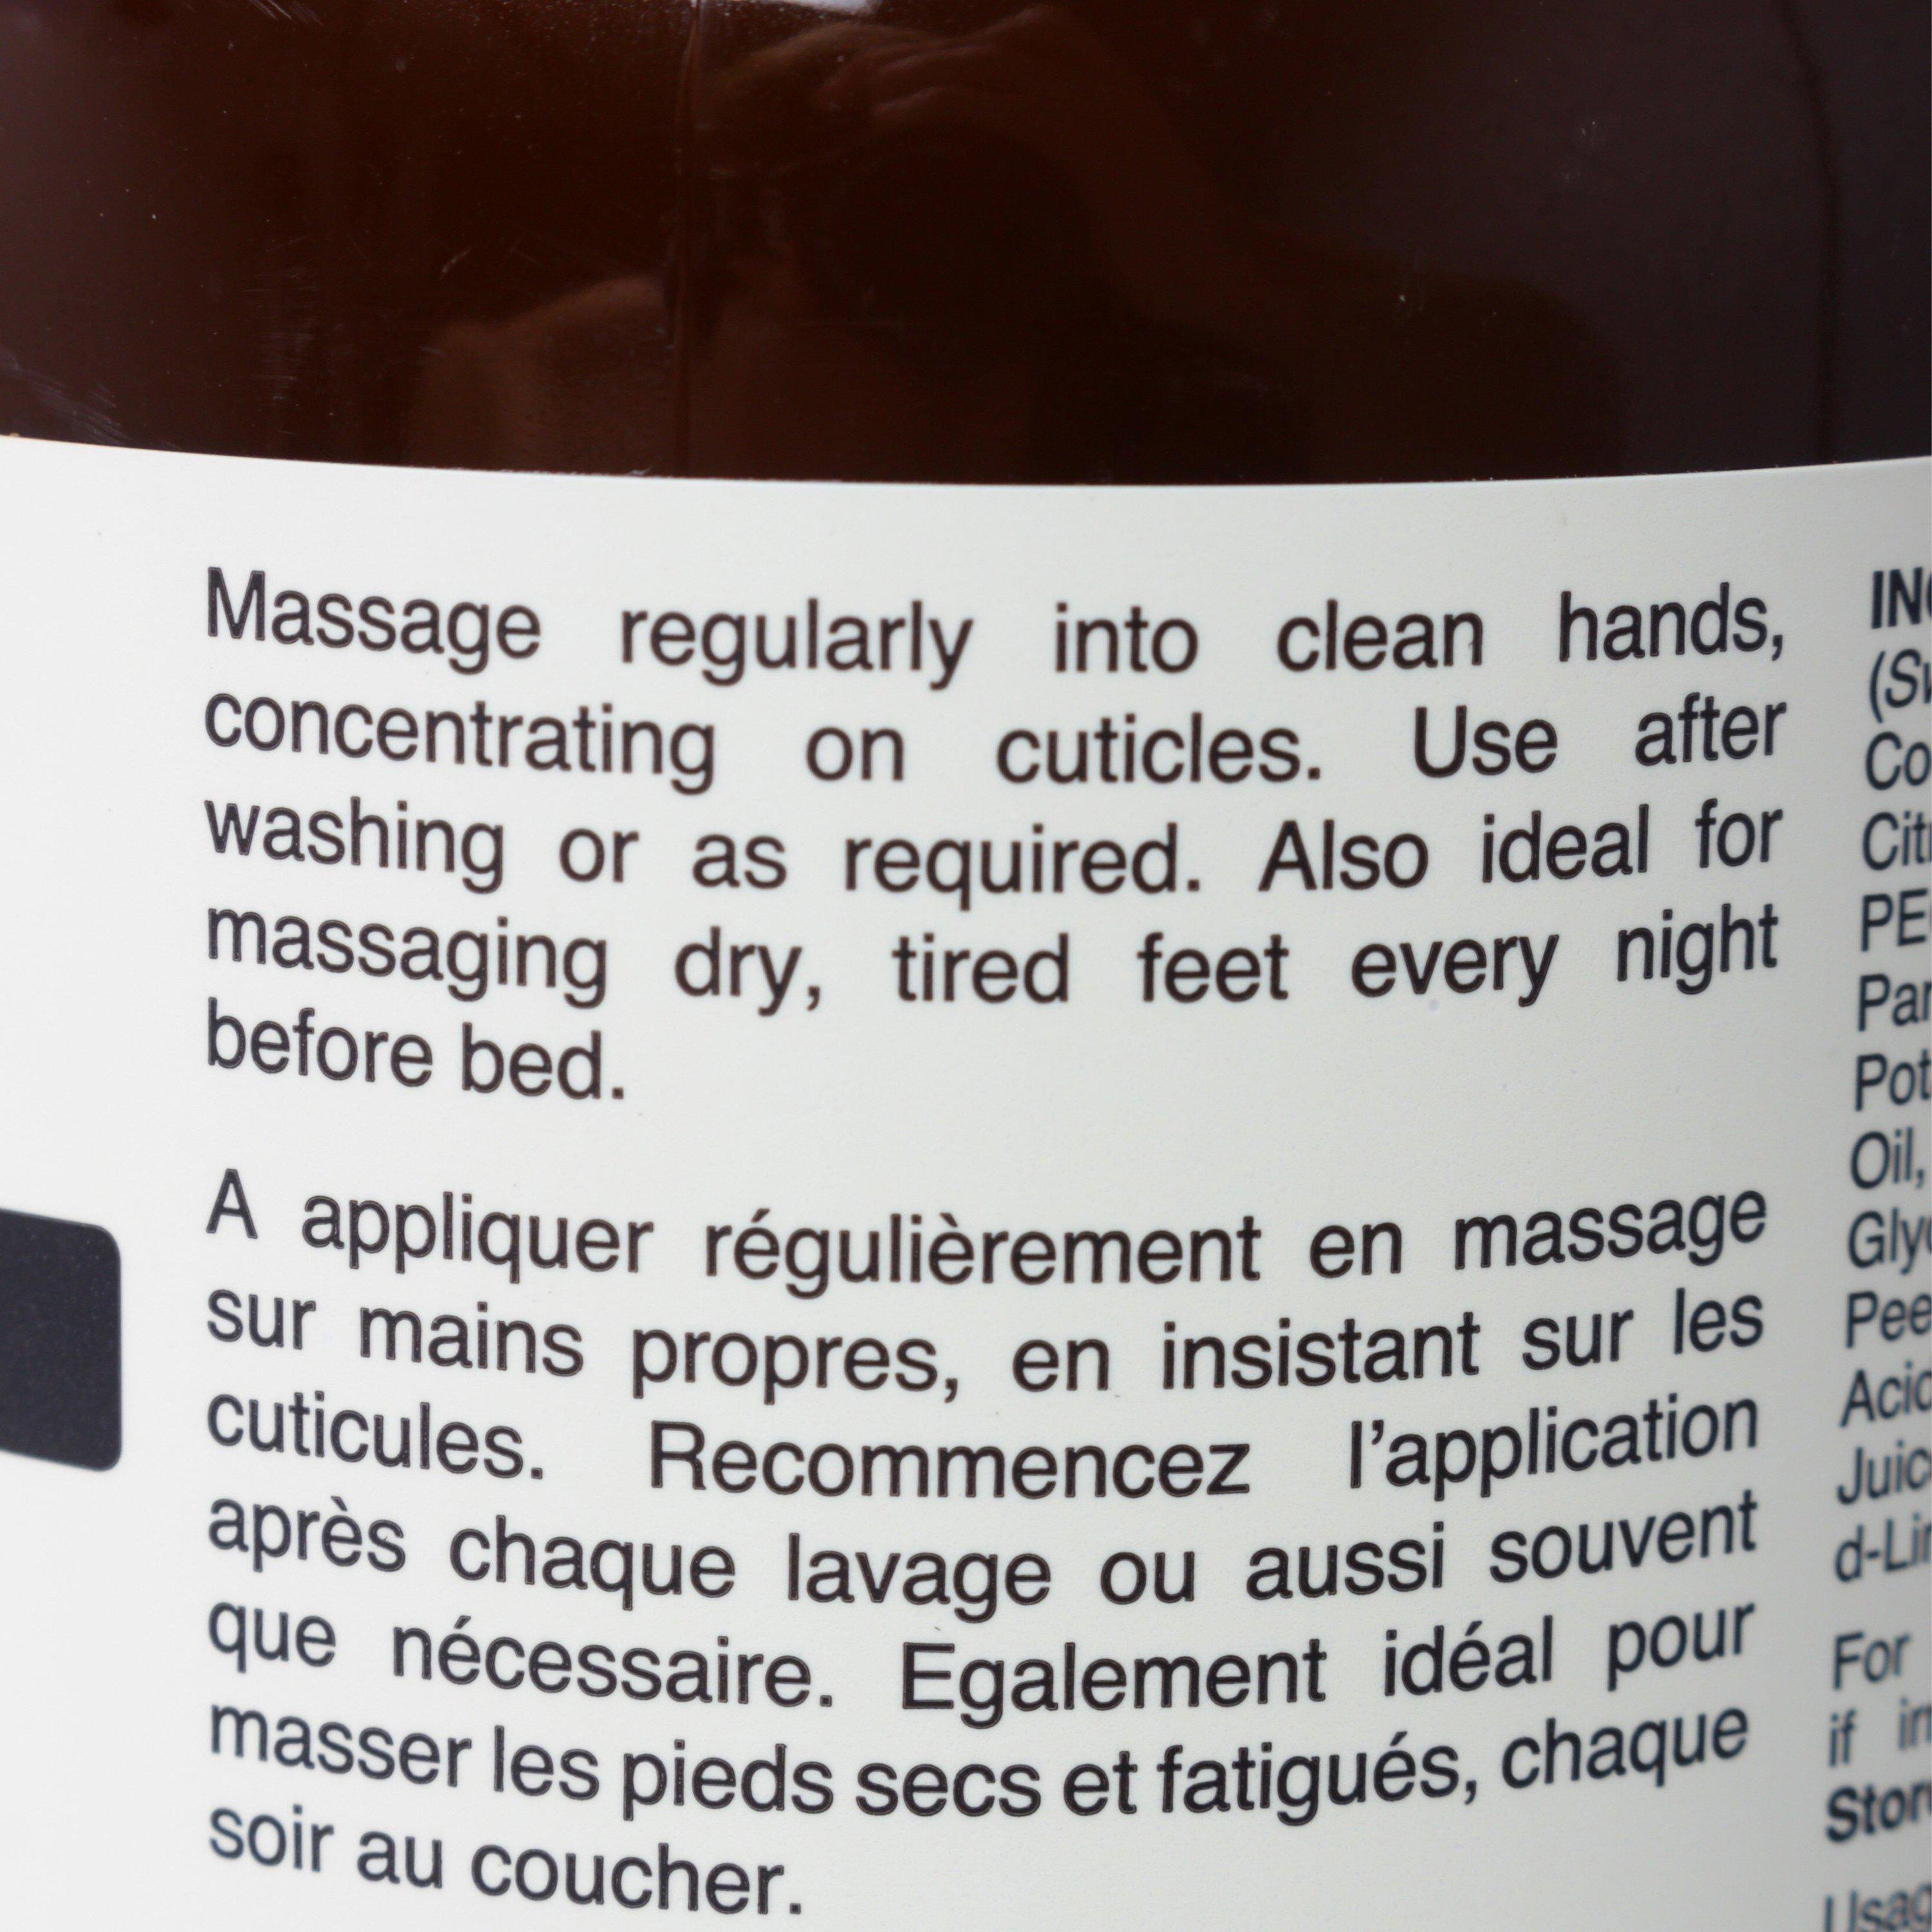 Massage regularly into clean hands,
concentrating on cuticles. Use after
washing or as required. Also ideal for
massaging dry, tired feet every night
before bed.
A appliquer régulièrement en massage
sur mains propres, en insistant sur les
cuticules. Recommencez l'application
après chaque lavage ou aussi souvent
que nécessaire. Egalement idéal pour
masser les pieds secs et fatigués, chaque
soir au coucher.
Oil,
For
if